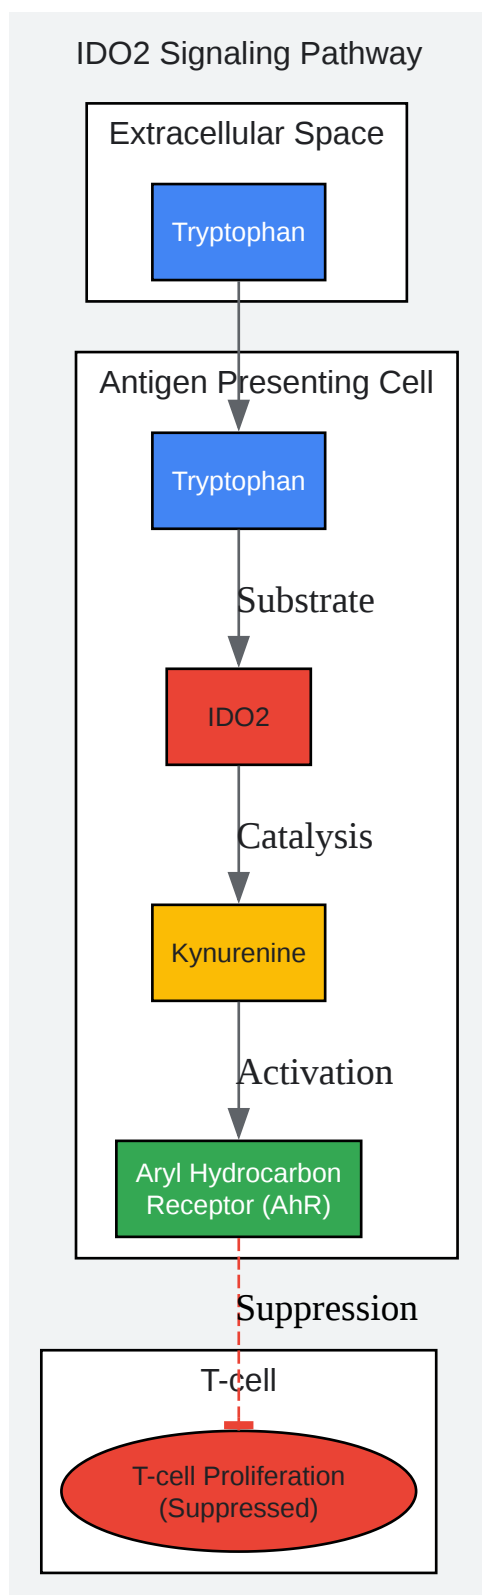 IDO2 Signaling Pathway
Extracellular Space
Tryptophan
Antigen Presenting Cell
Tryptophan
Substrate
IDO2
Catalysis
Kynurenine
Activation
Aryl Hydrocarbon
Receptor (AhR)
Suppression
T-cell
T-cell Proliferation
(Suppressed)